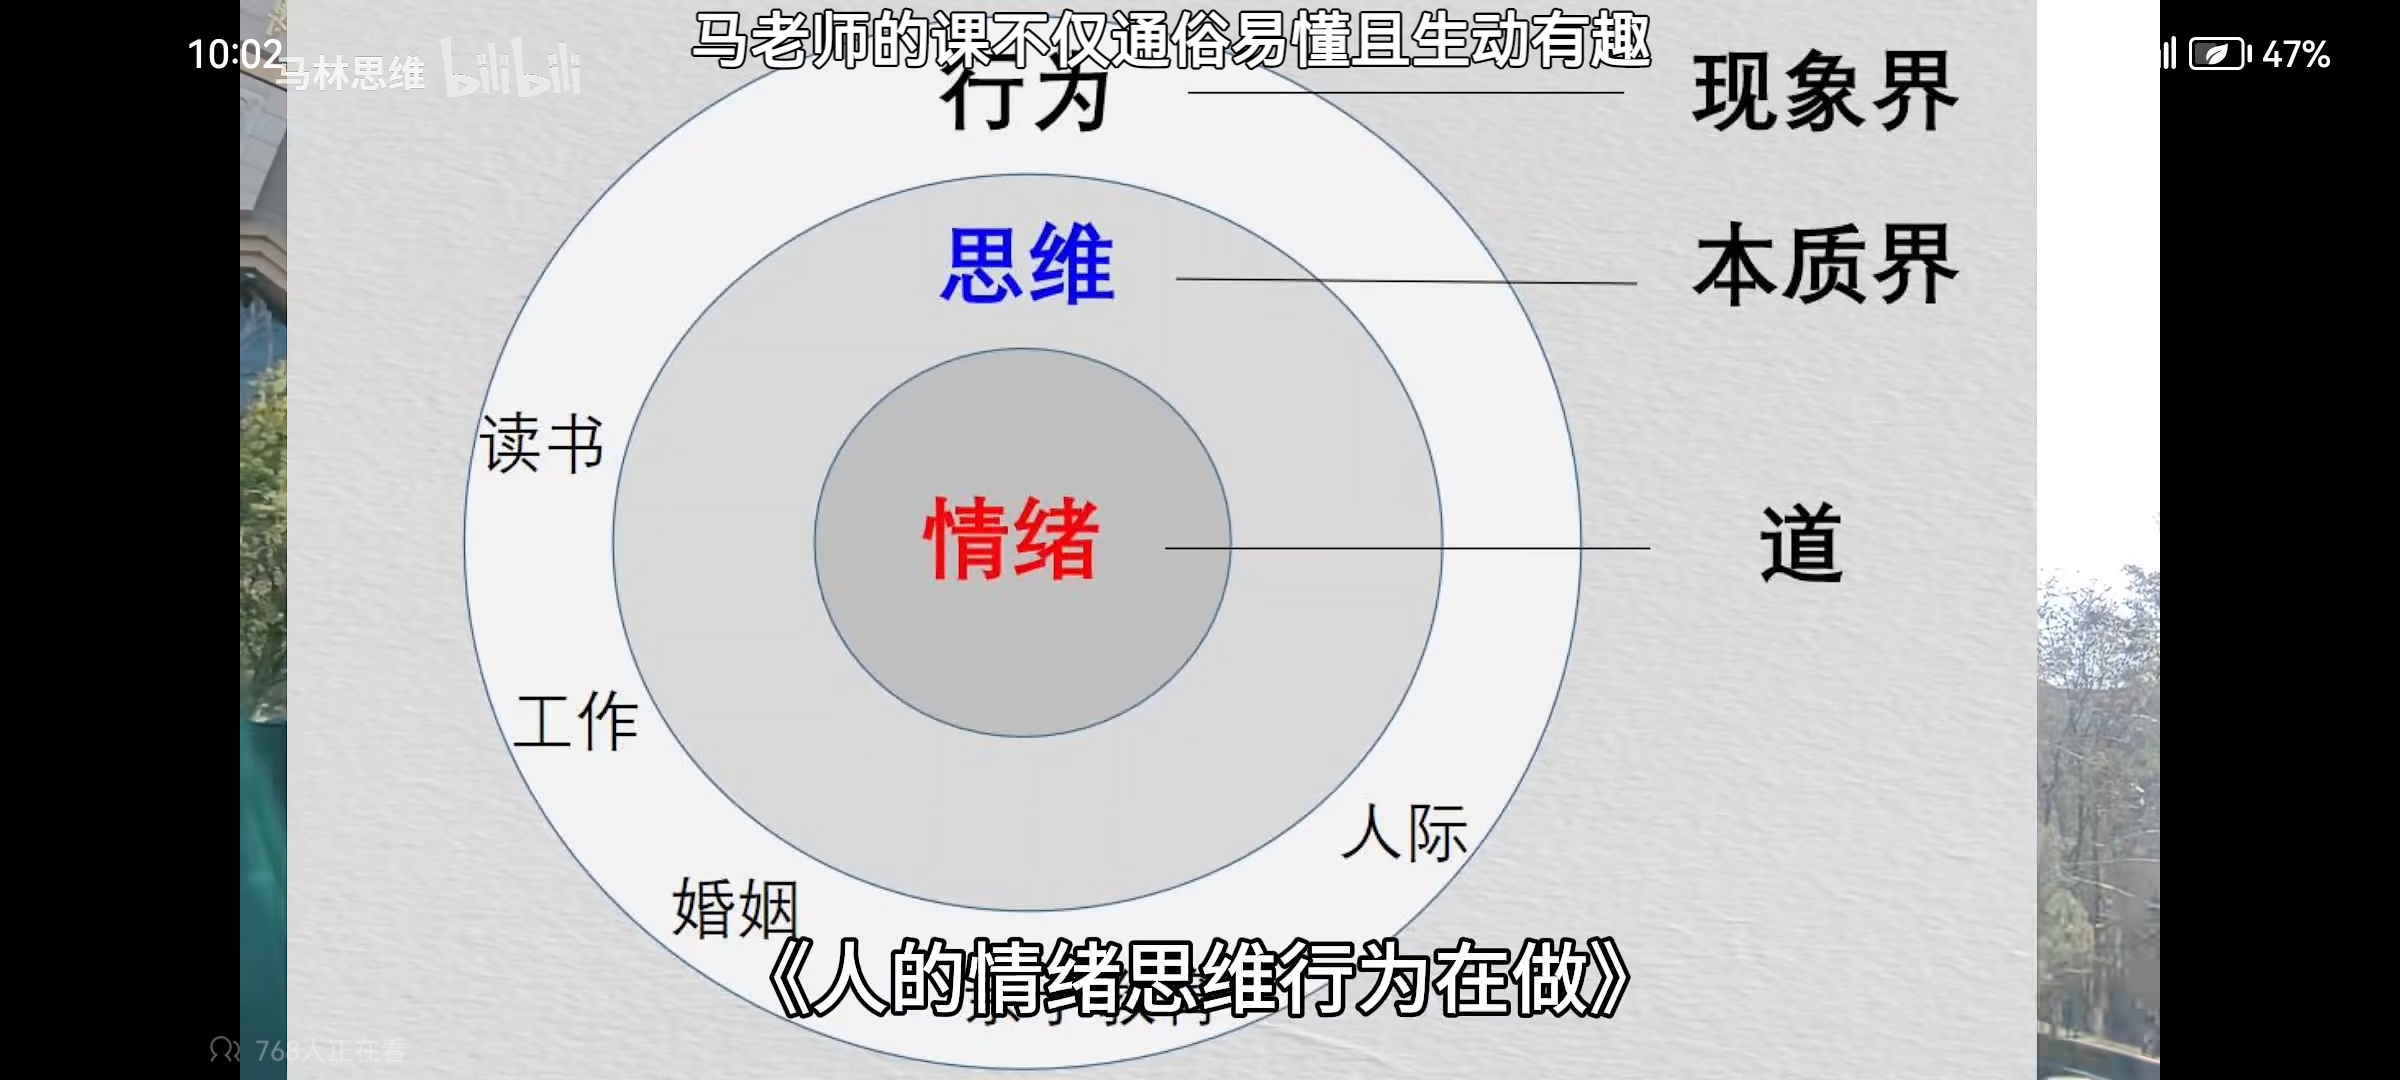 马老师的课不仅通俗易懂且生动有趣
10:02
47%
马林思维 bilibili
行为
现象界
思维
本质界
读书
情绪
道
工作
人际
婚姻
《人的情绪思维行为在做》
768人正在看